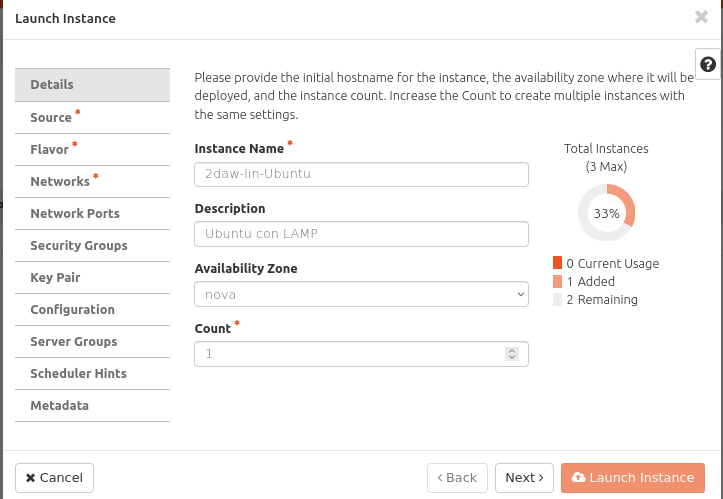 Launch Instance
×
?
Details
Source *
Flavor *
Networks *
Network Ports
Security Groups
Key Pair
Configuration
Server Groups
Scheduler Hints
Metadata
Please provide the initial hostname for the instance, the availability zone where it will be
deployed, and the instance count. Increase the Count to create multiple instances with
the same settings.
Instance Name *
2daw-lin-Ubuntu
Description
Ubuntu con LAMP
Availability Zone
nova
Count *
1
Total Instances
(3 Max)
33%
0 Current Usage
1 Added
2 Remaining
× Cancel
‹ Back
Next ›
Launch Instance